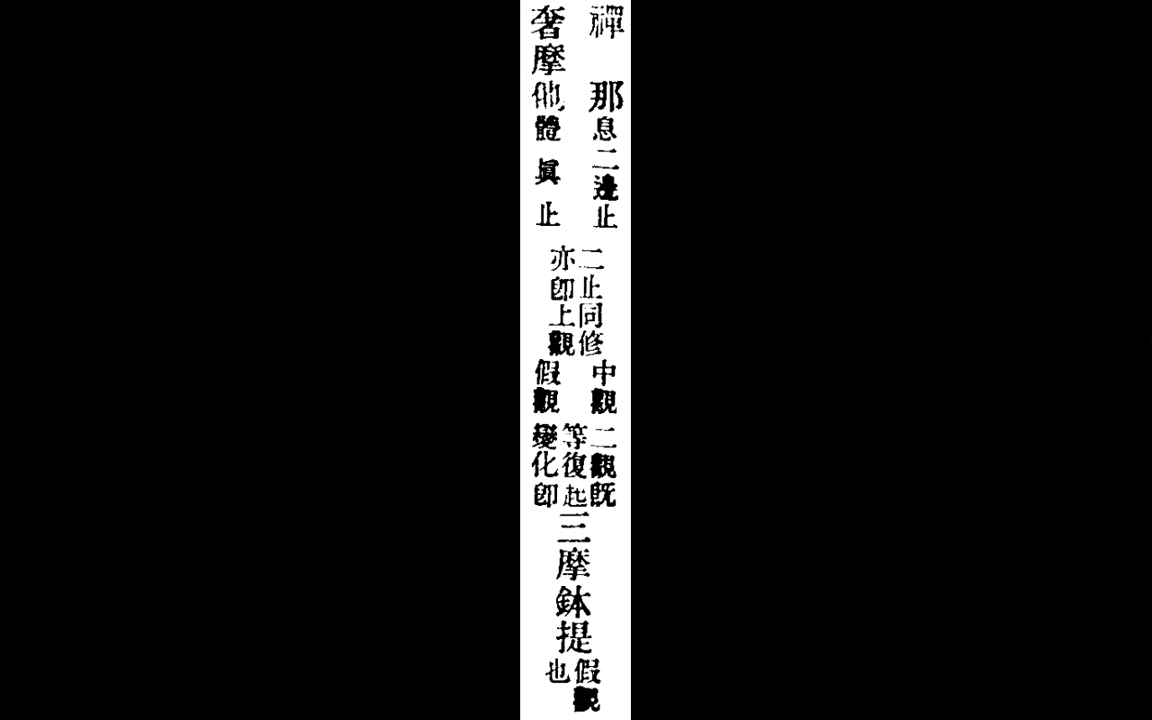 禪那息二邊止
奢摩他體眞止
二止同修
亦卽上觀
中觀
假觀
二觀既
等復起
變化卽
三摩鉢提
假觀
也